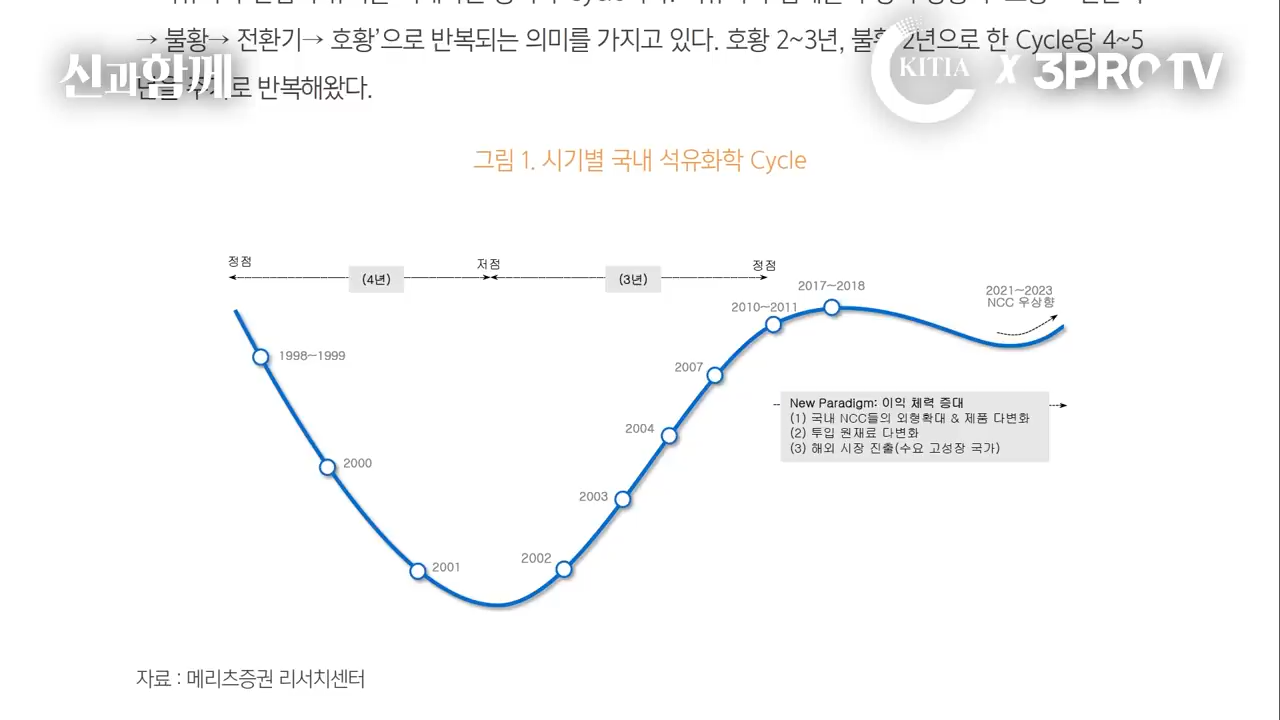 → 불황→ 전환기→ 호황’으로 반복되는 의미를 가지고 있다. 호황 2~3년, 불황 2년으로 한 Cycle당 4~5
년을 주기로 반복해왔다.
신과함께
KITIA X 3PROTV
그림 1. 시기별 국내 석유화학 Cycle
정점
(4년)
저점
(3년)
정점
2017~2018
2010~2011
2021~2023
NCC 우상향
1998~1999
2007
2004
2000
2003
2002
2001
New Paradigm: 이익 체력 증대
(1) 국내 NCC들의 외형확대 & 제품 다변화
(2) 투입 원재료 다변화
(3) 해외 시장 진출(수요 고성장 국가)
자료 : 메리츠증권 리서치센터